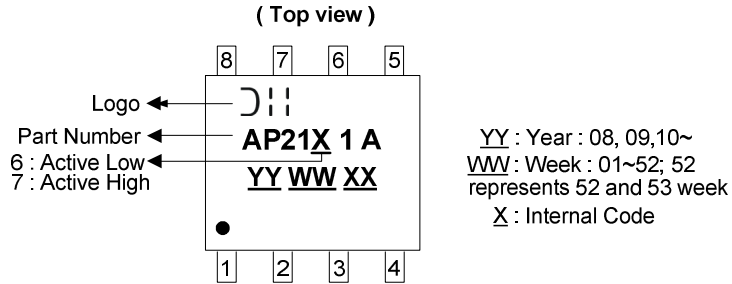 ( Top view )
8 7 6 5
Logo
Part Number
AP21X 1 A
6 : Active Low
7 : Active High
YY WW XX
1 2 3 4
YY : Year : 08, 09,10~
WW : Week : 01~52; 52
represents 52 and 53 week
X : Internal Code